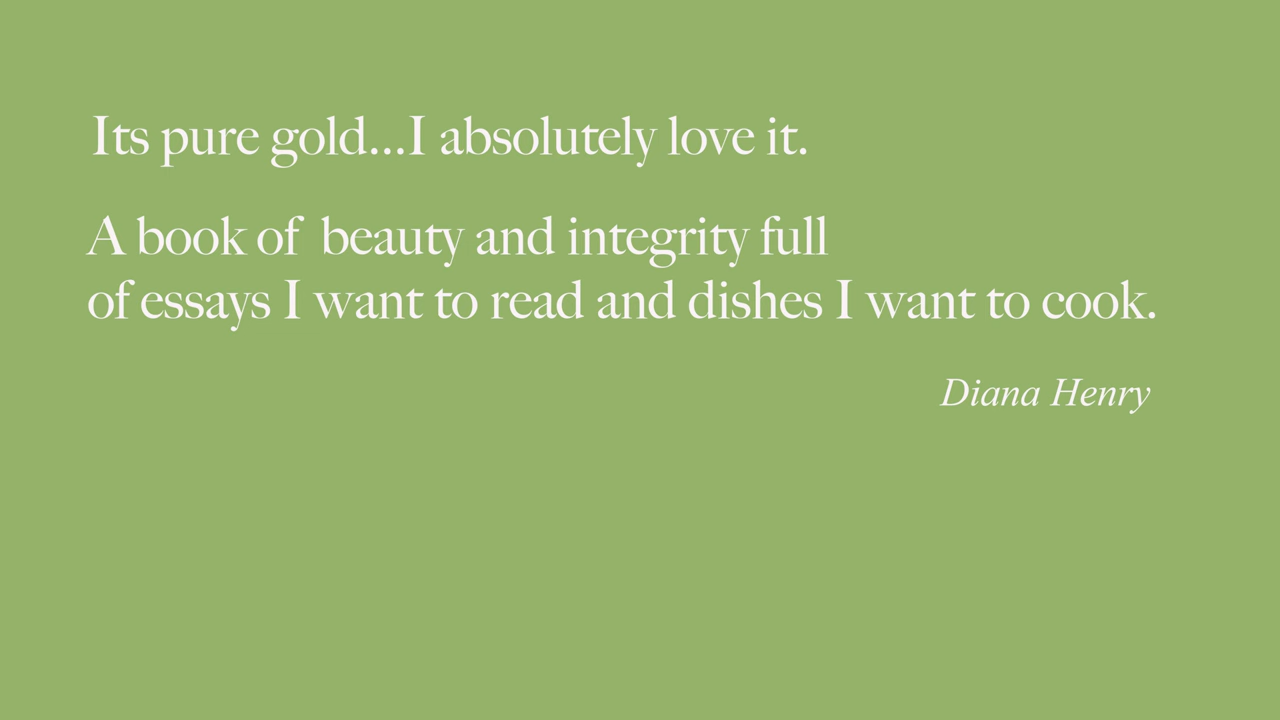 Its pure gold...I absolutely love it.
A book of  beauty and integrity full
of essays I want to read and dishes I want to cook.
Diana Henry